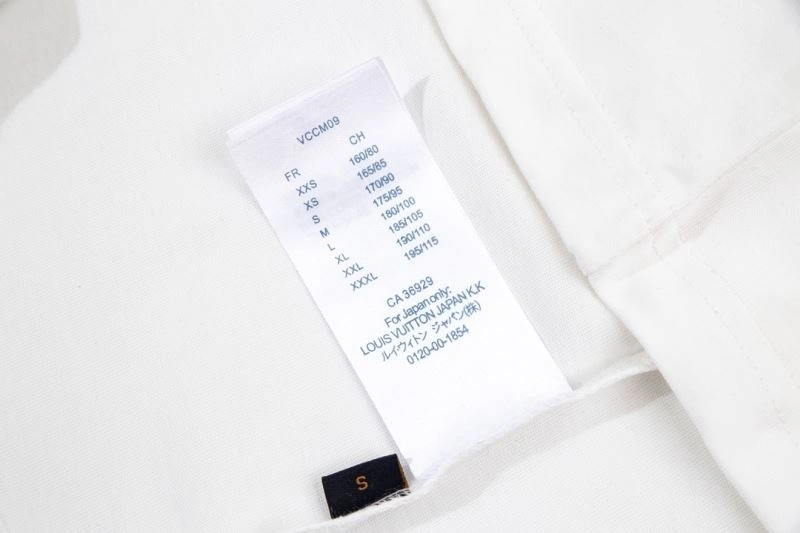 VCCM09
FR CH
XXS 160/80
XS 165/85
S 170/90
M 175/95
L 180/100
XL 185/105
XXL 190/110
XXXL 195/115
CA 36929
For Japan only:
LOUIS VUITTON JAPAN K.K
ルイ・ヴィトン ジャパン(株)
0120-00-1854
S